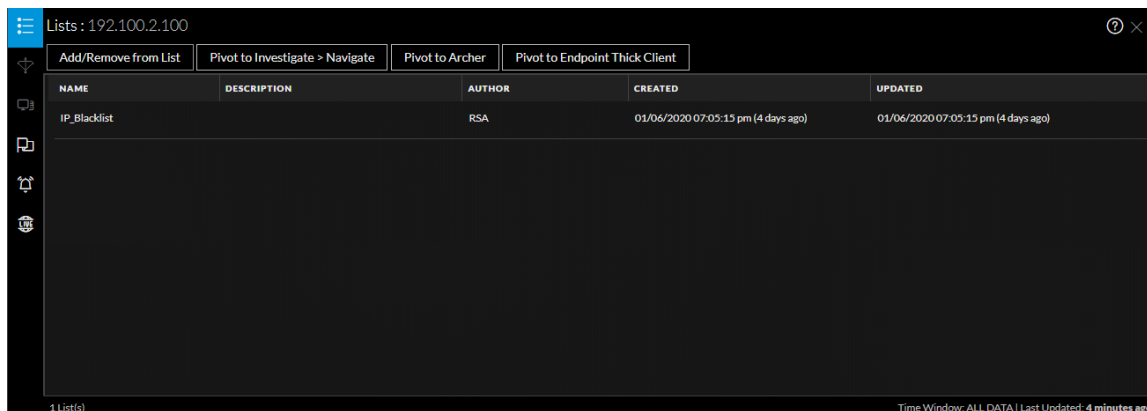 Lists : 192.100.2.100
Add/Remove from List Pivot to Investigate > Navigate Pivot to Archer Pivot to Endpoint Thick Client
NAME DESCRIPTION AUTHOR CREATED UPDATED
IP_Blacklist RSA 01/06/2020 07:05:15 pm (4 days ago) 01/06/2020 07:05:15 pm (4 days ago)
LIVE
1 List(s) Time Window: ALL DATA | Last Updated: 4 minutes ago